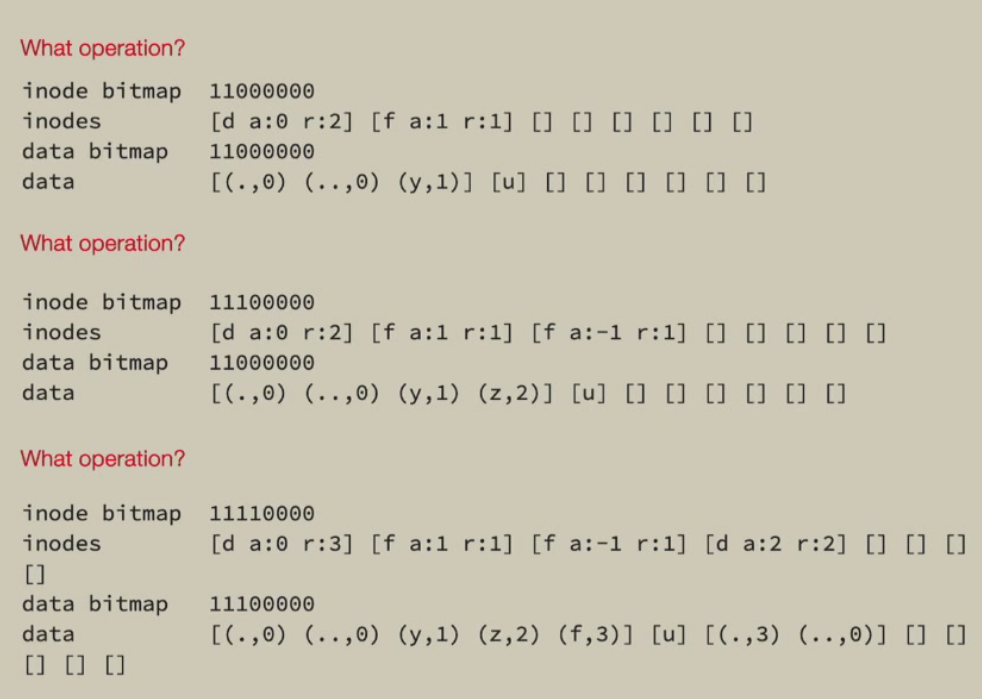 What operation?
inode bitmap 11000000
inodes [d a:0 r:2] [f a:1 r:1] [] [] [] [] [] []
data bitmap 11000000
data [(.,0) (..,0) (y,1)] [u] [] [] [] [] [] []
What operation?
inode bitmap 11100000
inodes [d a:0 r:2] [f a:1 r:1] [f a:-1 r:1] [] [] [] [] []
data bitmap 11000000
data [(.,0) (..,0) (y,1) (z,2)] [u] [] [] [] [] [] []
What operation?
inode bitmap 11110000
inodes [d a:0 r:3] [f a:1 r:1] [f a:-1 r:1] [d a:2 r:2] [] [] []
[]
data bitmap 11100000
data [(.,0) (..,0) (y,1) (z,2) (f,3)] [u] [(.,3) (..,0)] [] []
[] [] []